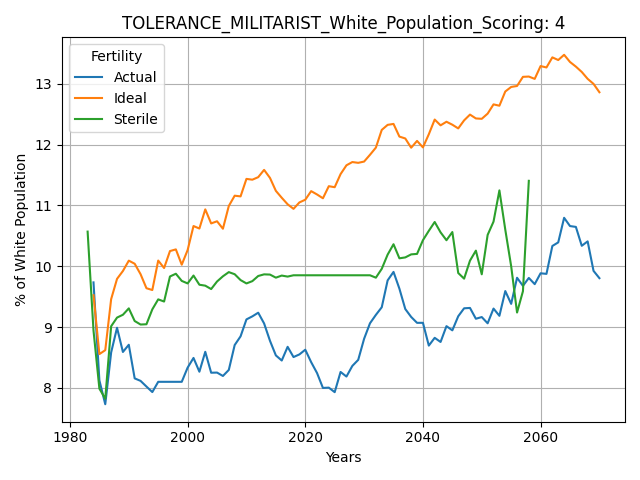 TOLERANCE_MILITARIST_White_Population_Scoring: 4
Fertility
Actual
Ideal
Sterile
% of White Population
13
12
11
10
9
8
1980
2000
2020
2040
2060
Years